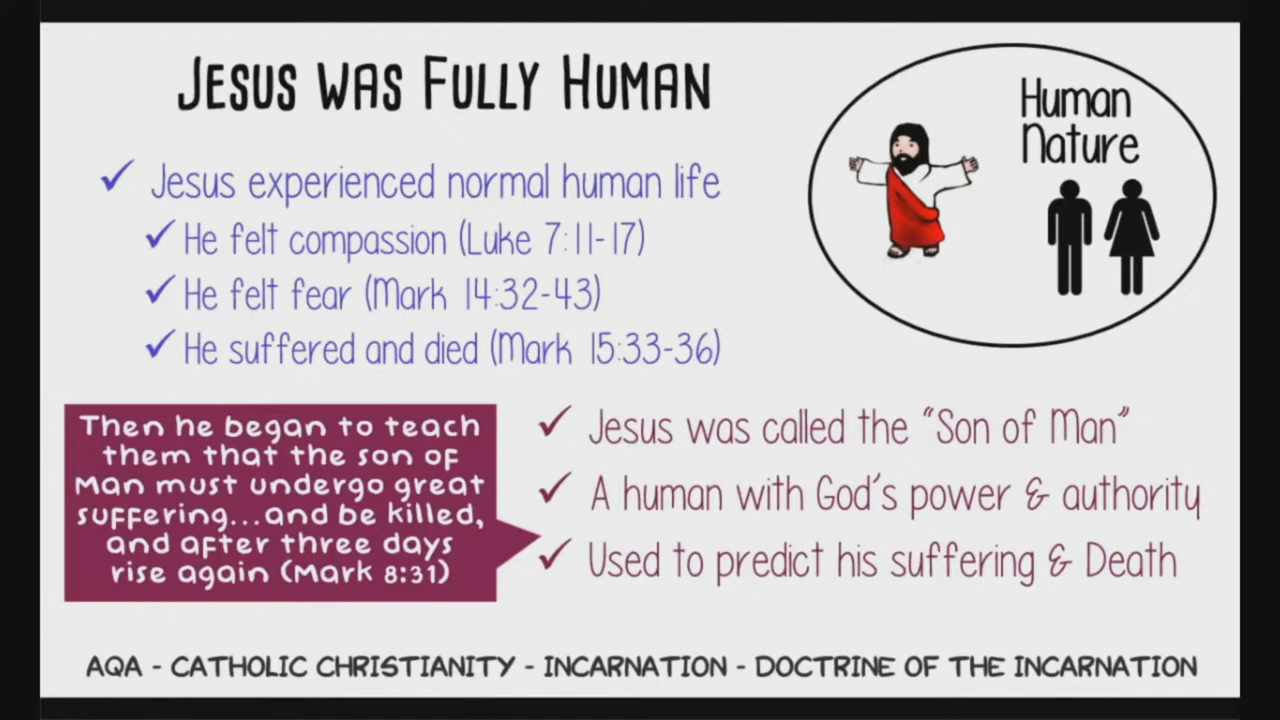 Jesus was Fully Human
Human
Nature
Jesus experienced normal human life
He felt compassion (Luke 7:11-17)
He felt fear (Mark 14:32-43)
He suffered and died (Mark 15:33-36)
Then he began to teach
them that the son of
Man must undergo great
suffering...and be killed,
and after three days
rise again (Mark 8:31)
Jesus was called the “Son of Man”
A human with God's power & authority
Used to predict his suffering & Death
AQA - CATHOLIC CHRISTIANITY - INCARNATION - DOCTRINE OF THE INCARNATION